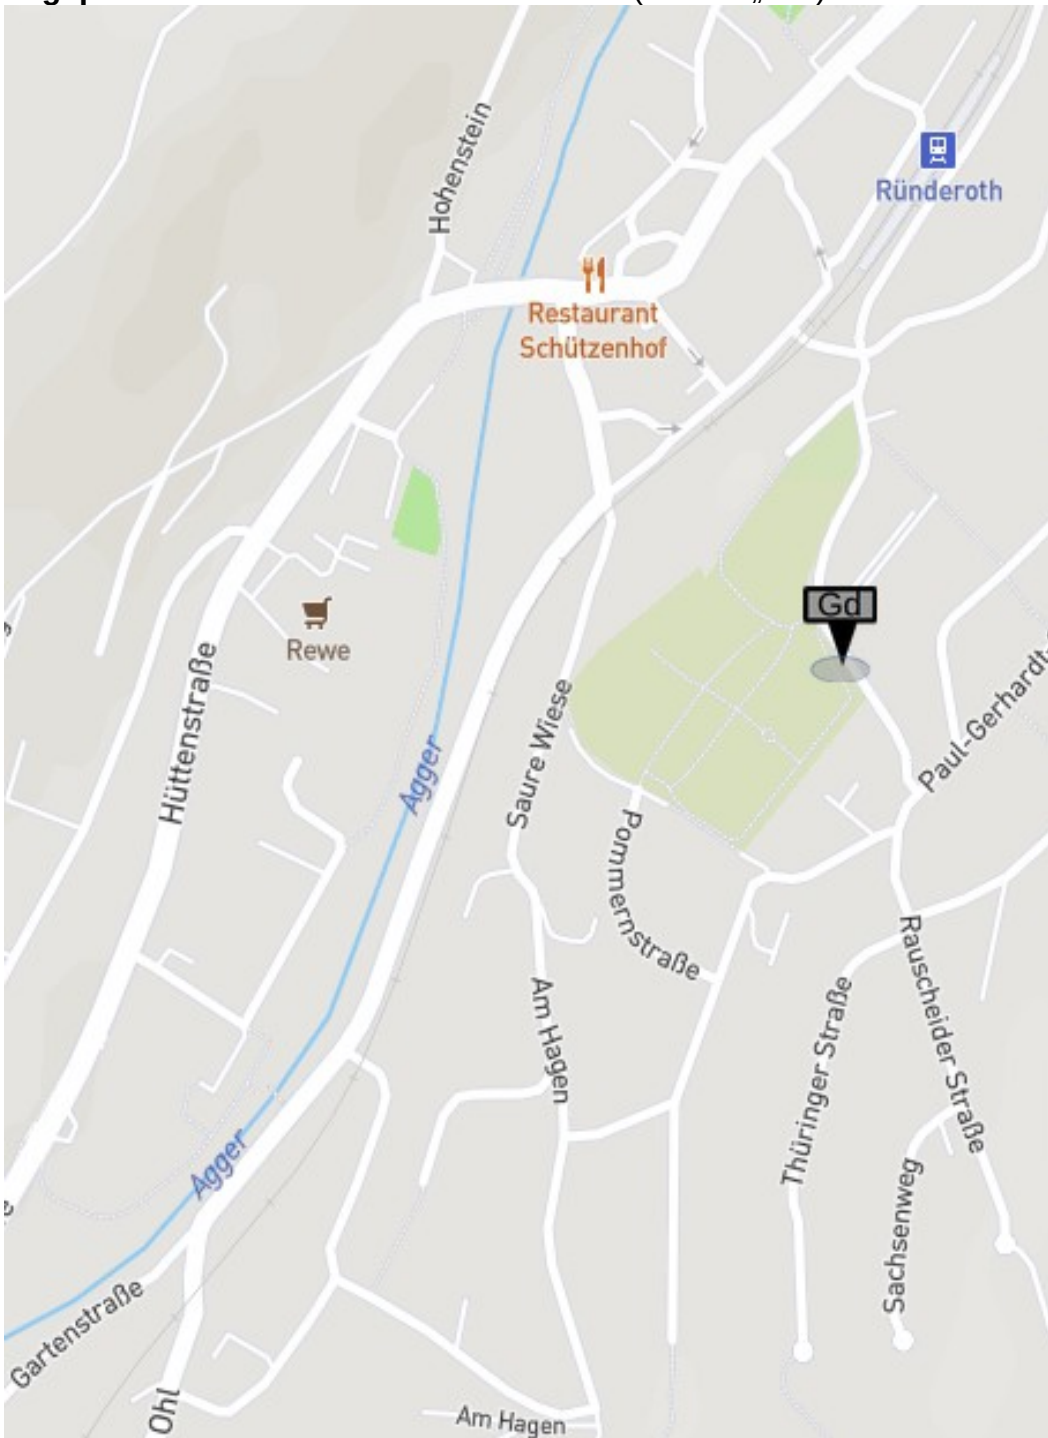 Hohenstein
Ründeroth
Restaurant
Schützenhof
Gd
Rewe
Hüttenstraße
Agger
Saure Wiese
Paul-Gerhardt-
Pommernstraße
Am Hagen
Rauscheider Straße
Thüringer Straße
Sachsenweg
Agger
Gartenstraße
Ohl
Am Hagen